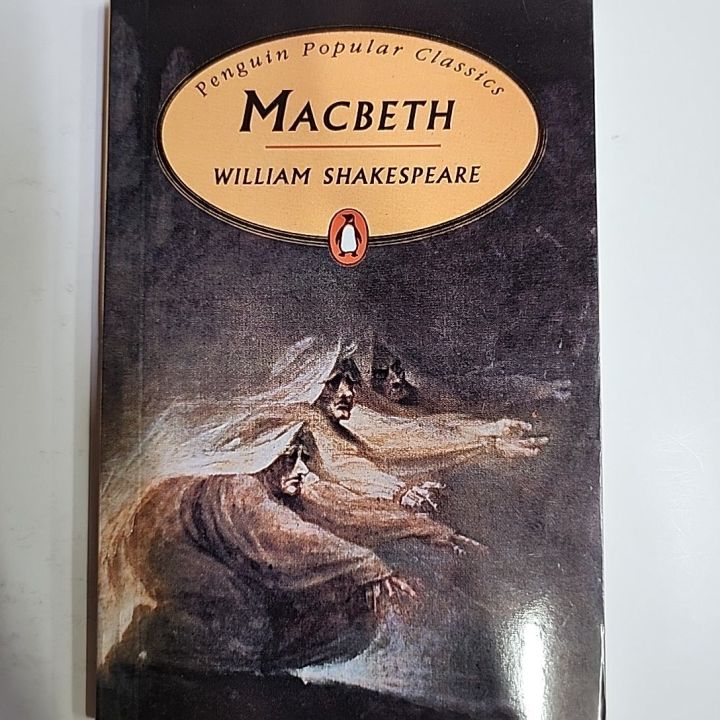 Penguin Popular Classics
MACBETH
WILLIAM SHAKESPEARE